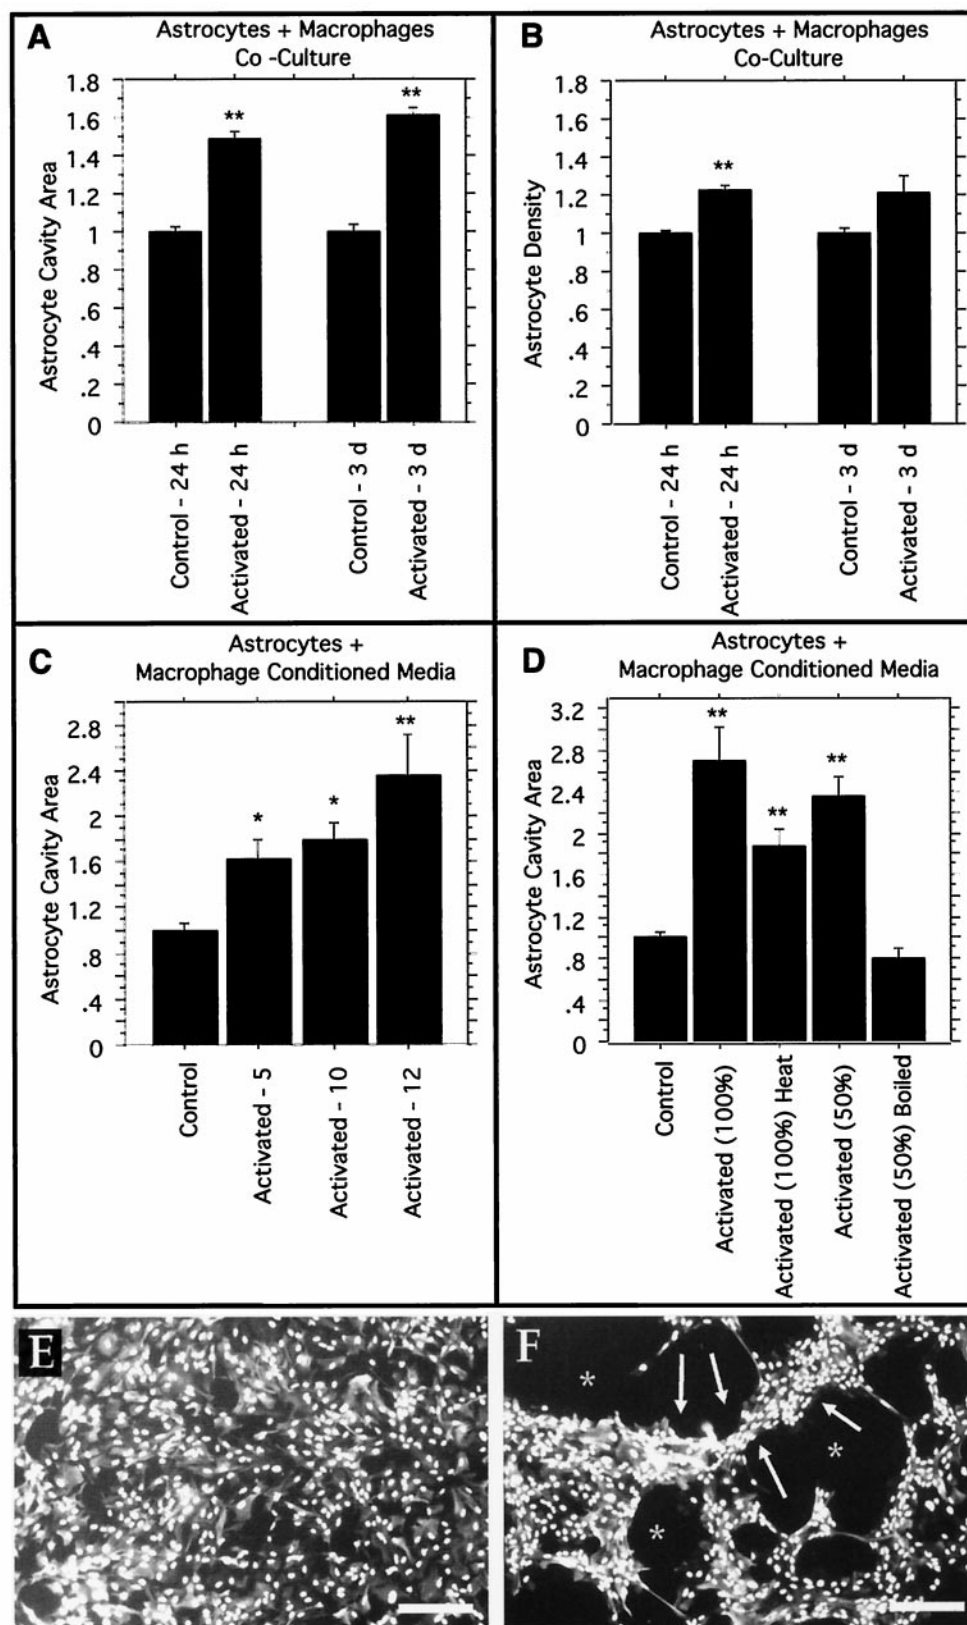 A
Astrocytes + Macrophages
Co -Culture
Astrocyte Cavity Area
1.8
1.6
1.4
1.2
1
.8
.6
.4
.2
0
**
**
Control - 24 h
Activated - 24 h
Control - 3 d
Activated - 3 d
B
Astrocytes + Macrophages
Co-Culture
Astrocyte Density
1.8
1.6
1.4
1.2
1
.8
.6
.4
.2
0
**
Control - 24 h
Activated - 24 h
Control - 3 d
Activated - 3 d
C
Astrocytes +
Macrophage Conditioned Media
Astrocyte Cavity Area
2.8
2.4
2
1.6
1.2
.8
.4
0
*
*
**
Control
Activated - 5
Activated - 10
Activated - 12
D
Astrocytes +
Macrophage Conditioned Media
Astrocyte Cavity Area
3.2
2.8
2.4
2
1.6
1.2
.8
.4
0
**
**
**
Control
Activated (100%)
Activated (100%) Heat
Activated (50%)
Activated (50%) Boiled
E
F
*
*
*